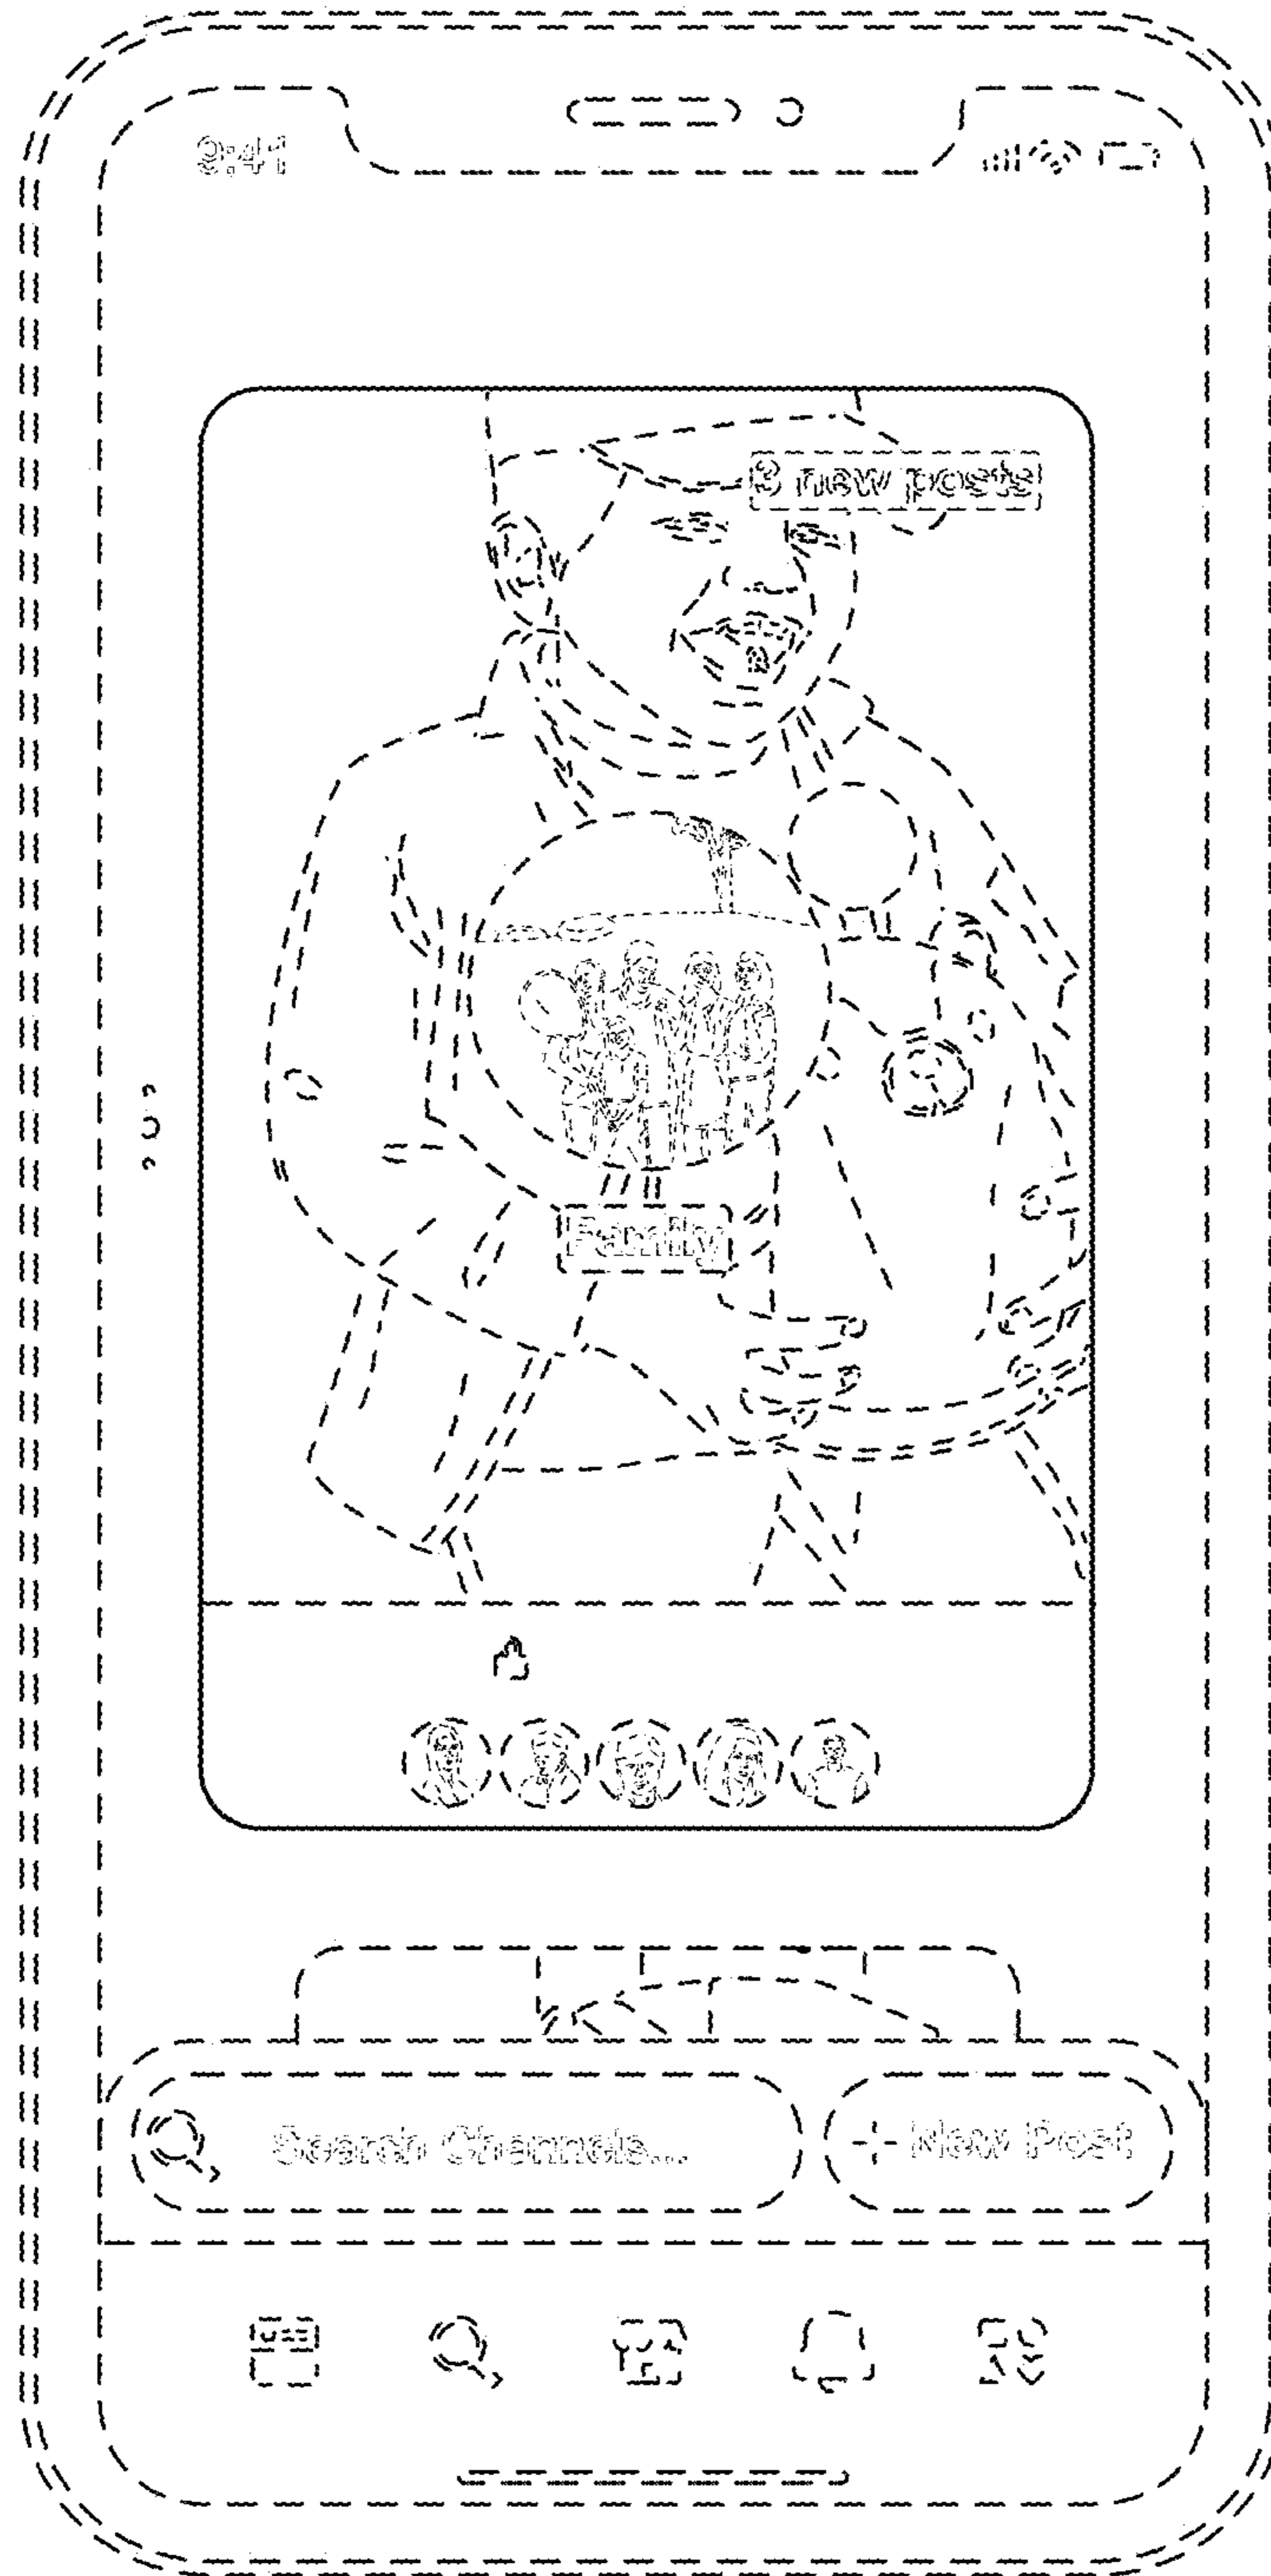 9:41
3 new posts
Family
Search Channels...
New Post